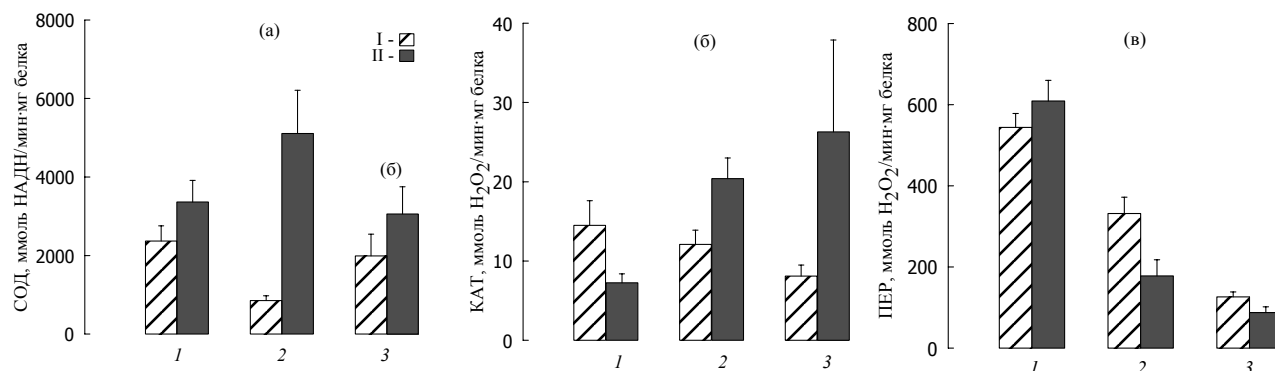 СОД, ммоль НАДН/мин·мг белка
8000
6000
4000
2000
0
(а)
I -
II -
(б)
1
2
3
КАТ, ммоль H2O2/мин·мг белка
40
30
20
10
0
(б)
1
2
3
ПЕР, ммоль H2O2/мин·мг белка
800
600
400
200
0
(в)
1
2
3